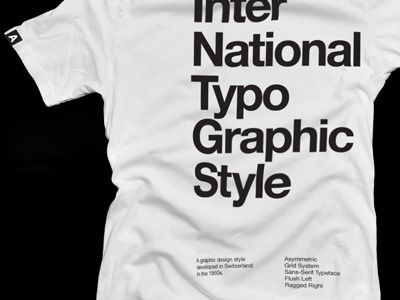 Inter
National
Typo
Graphic
Style
A graphic design style
developed in Switzerland
in the 1950s.
Asymmetric
Grid System
Sans-Serif Typeface
Flush Left
Ragged Right
A